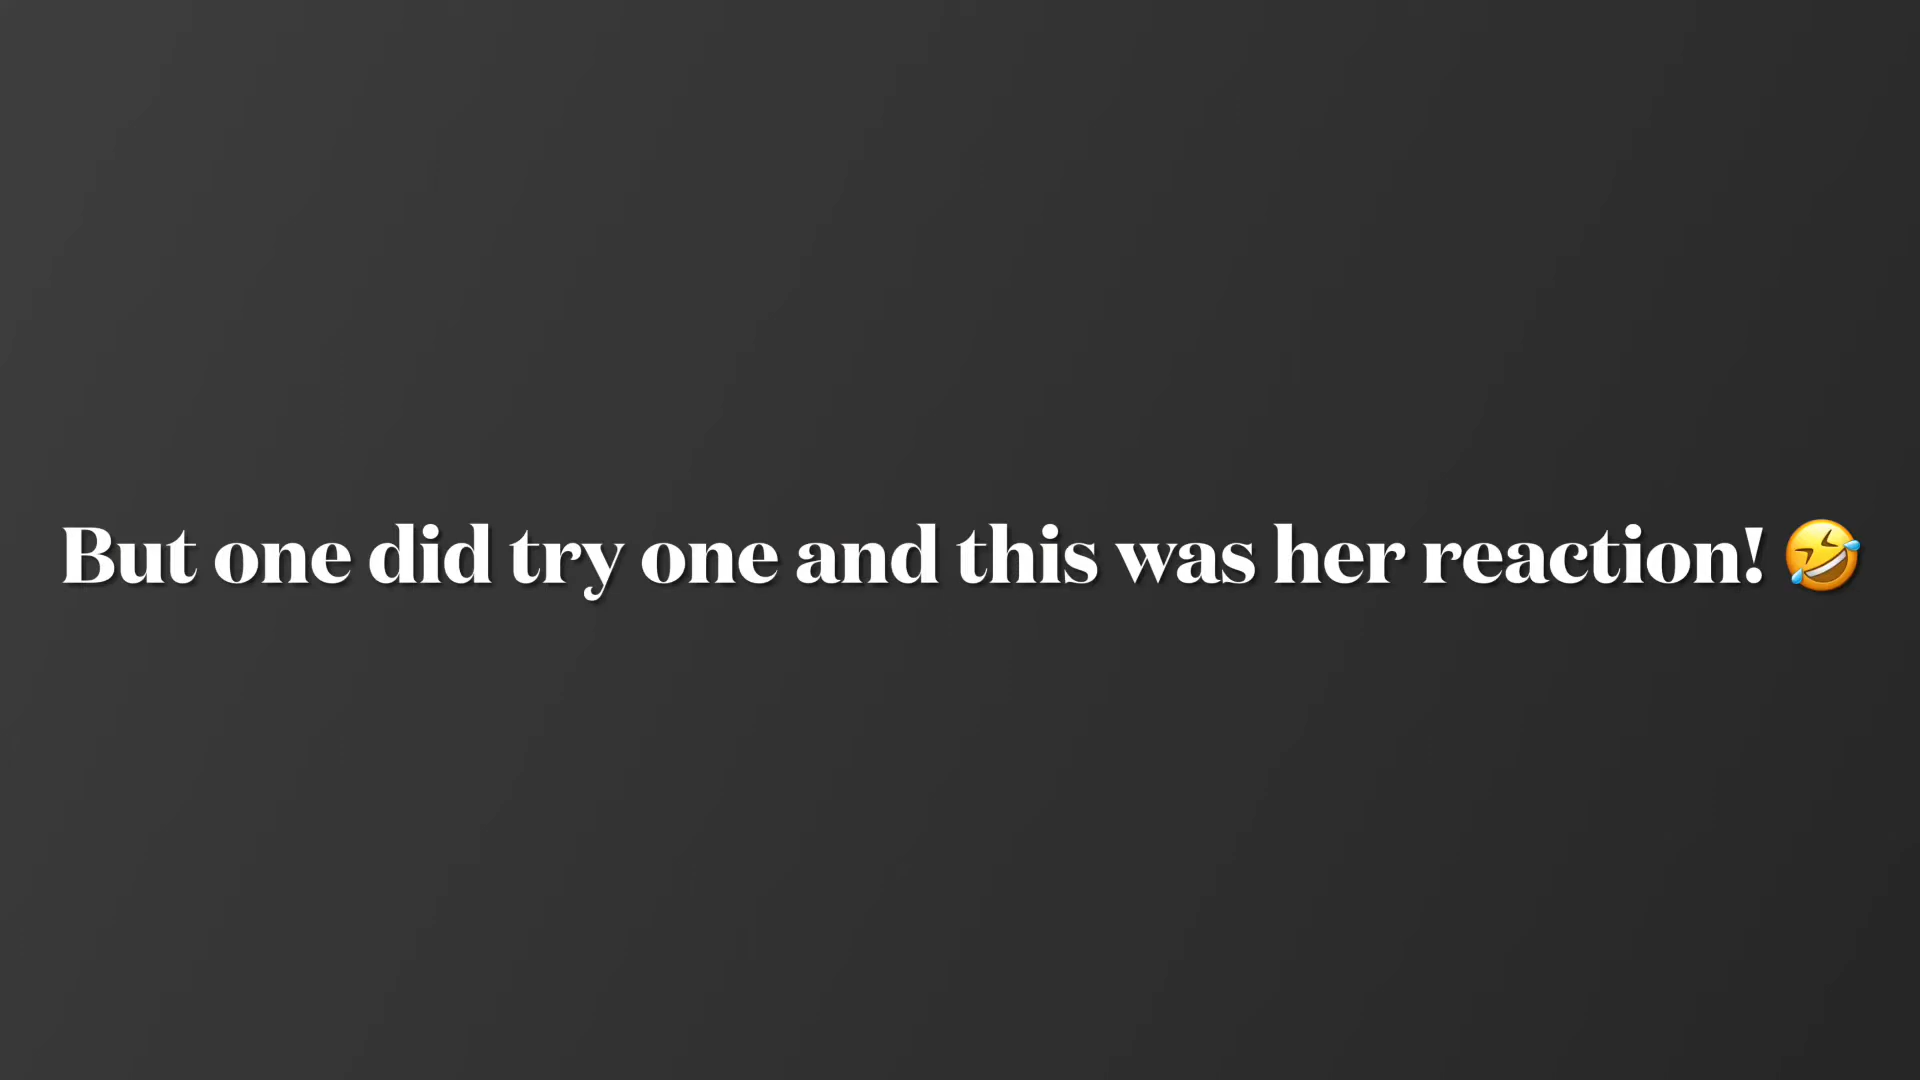 But one did try one and this was her reaction! 🤣